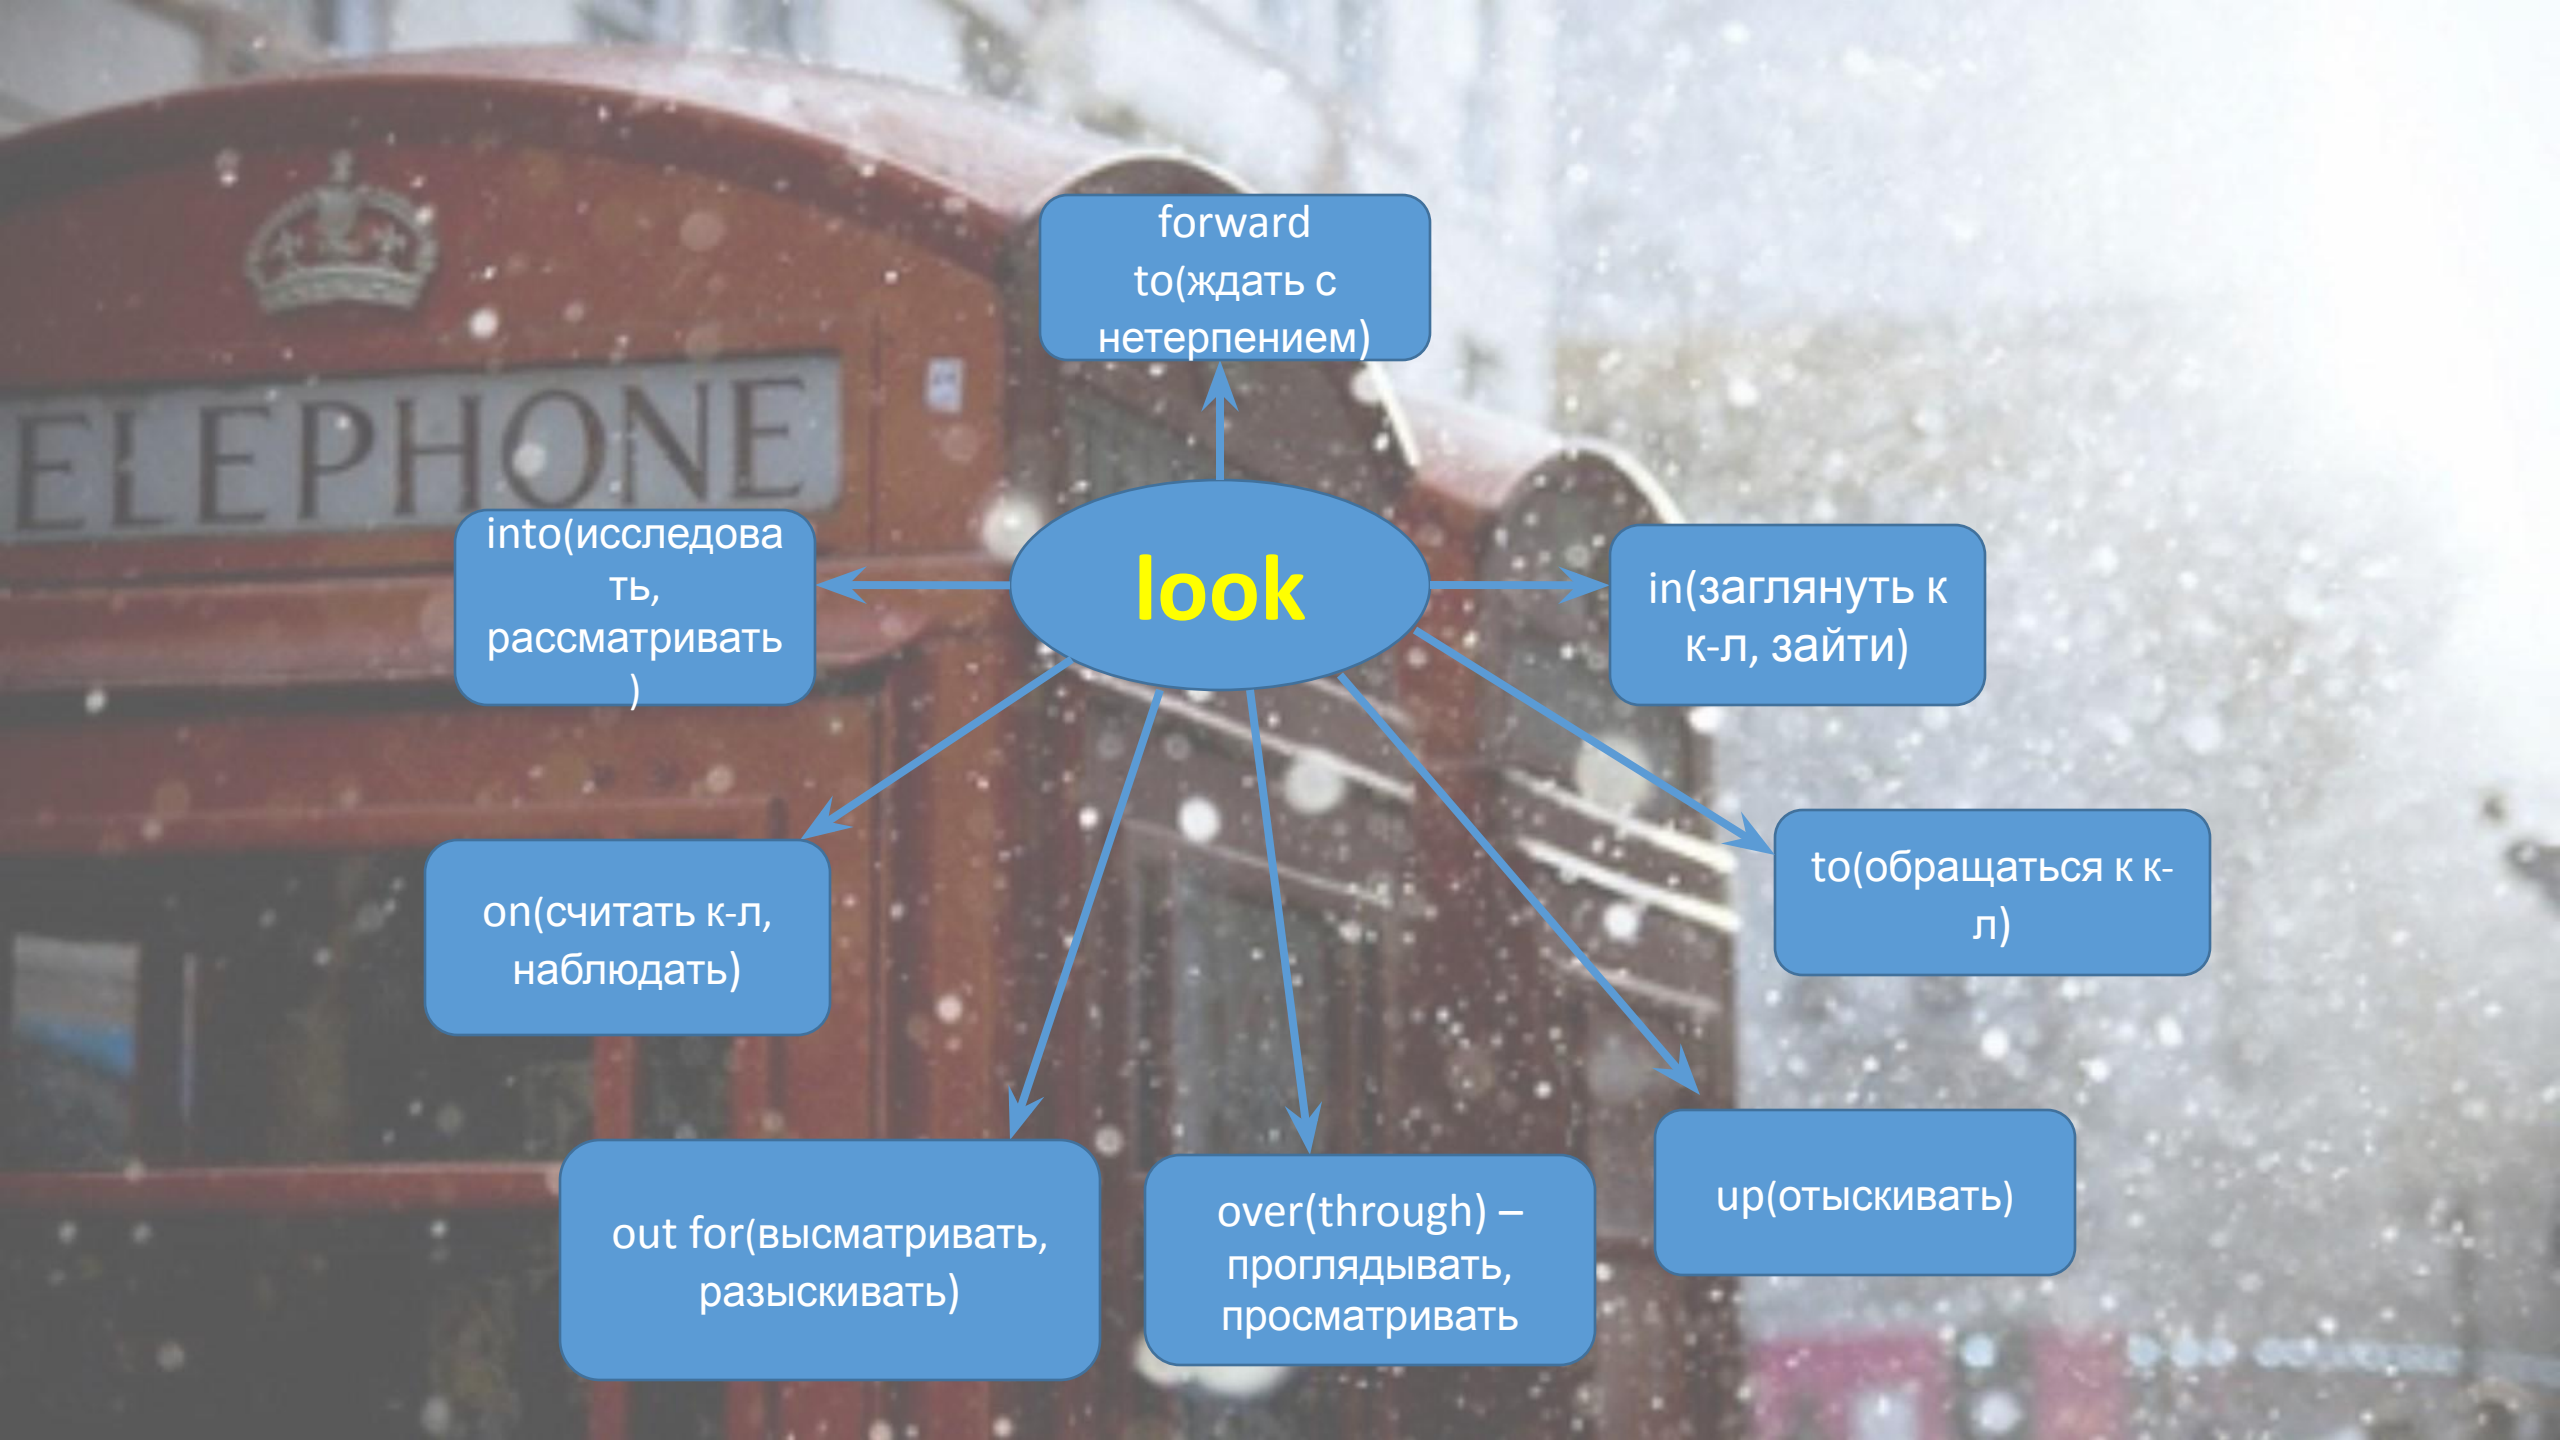 forward
to(ждать с
нетерпением)
ELEPHONE
into(исследова
ть,
рассматривать
)
look
in(заглянуть к
к-л, зайти)
on(считать к-л,
наблюдать)
to(обращаться к к-
л)
out for(высматривать,
разыскивать)
over(through) –
проглядывать,
просматривать
up(отыскивать)